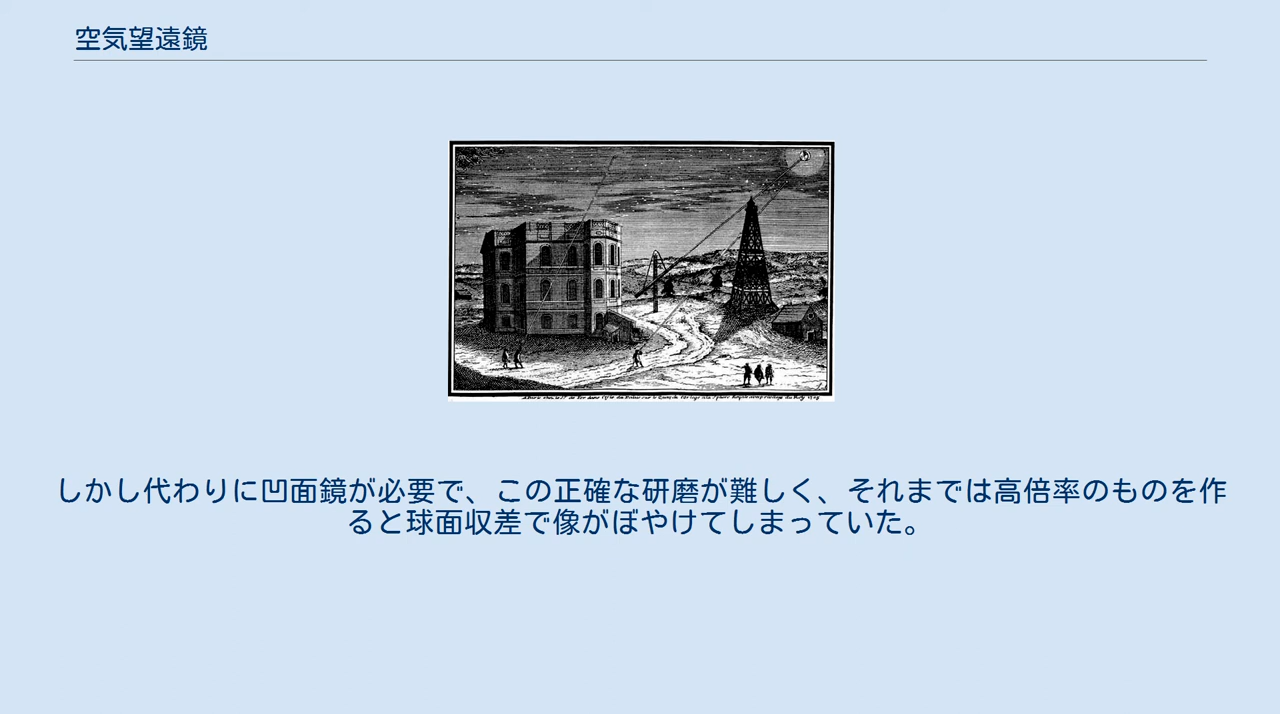 空気望遠鏡
しかし代わりに凹面鏡が必要で、この正確な研磨が難しく、それまでは高倍率のものを作
ると球面収差で像がぼやけてしまっていた。